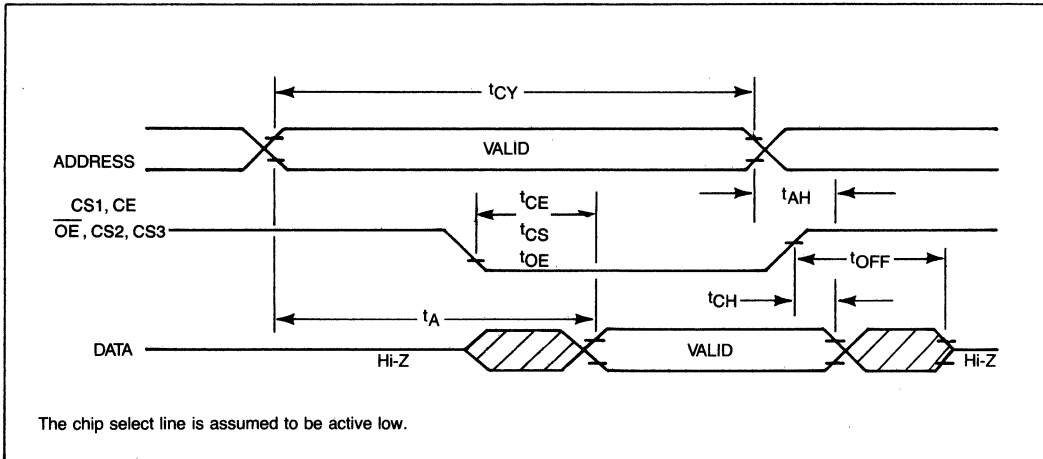 tCY
ADDRESS
VALID
tAH
CS1, CE
OE, CS2, CS3
tCE
tCS
tOE
tOFF
tCH
tA
DATA
Hi-Z
VALID
Hi-Z
The chip select line is assumed to be active low.